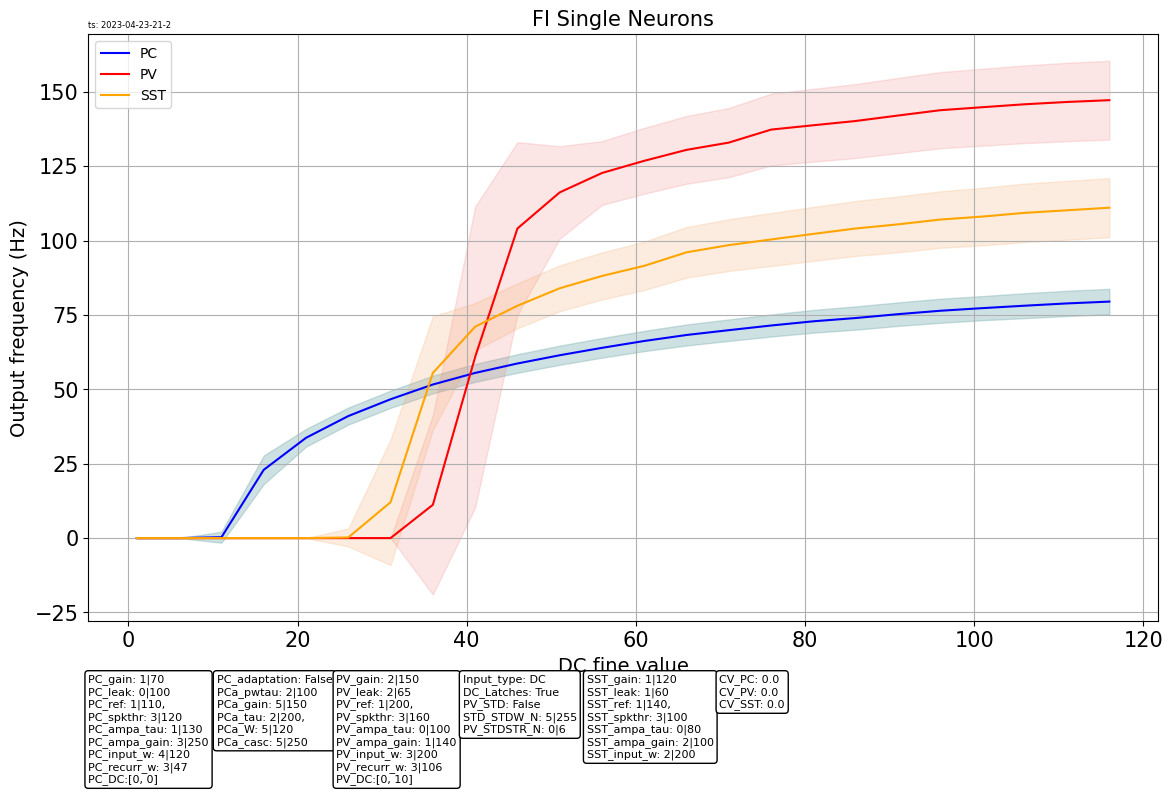 FI Single Neurons
ts: 2023-04-23-21-2
PC
PV
SST
Output frequency (Hz)
150
125
100
75
50
25
0
−25
0 20 40 60 80 100 120
DC fine value
PC_gain: 1|70
PC_leak: 0|100
PC_ref: 1|110,
PC_spkthr: 3|120
PC_ampa_tau: 1|130
PC_ampa_gain: 3|250
PC_input_w: 4|120
PC_recurr_w: 3|47
PC_DC:[0, 0]
PC_adaptation: False
PCa_pwtau: 2|100
PCa_gain: 5|150
PCa_tau: 2|200,
PCa_W: 5|120
PCa_casc: 5|250
PV_gain: 2|150
PV_leak: 2|65
PV_ref: 1|200,
PV_spkthr: 3|160
PV_ampa_tau: 0|100
PV_ampa_gain: 1|140
PV_input_w: 3|200
PV_recurr_w: 3|106
PV_DC:[0, 10]
Input_type: DC
DC_Latches: True
PV_STD: False
STD_STDW_N: 5|255
PV_STDSTR_N: 0|6
SST_gain: 1|120
SST_leak: 1|60
SST_ref: 1|140,
SST_spkthr: 3|100
SST_ampa_tau: 0|80
SST_ampa_gain: 2|100
SST_input_w: 2|200
CV_PC: 0.0
CV_PV: 0.0
CV_SST: 0.0